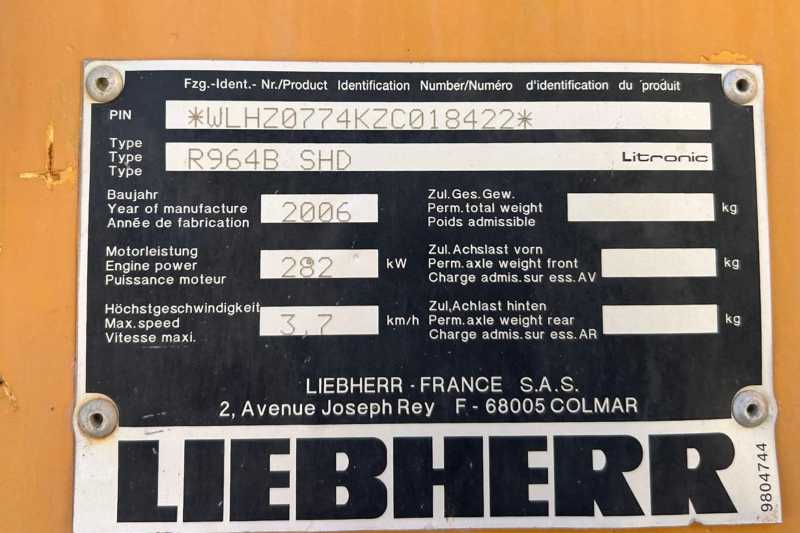 Fzg.-Ident.- Nr./Product Identification Number/Numéro d'identification du produit
PIN *WLHZ0774KZC018422*
Type
Type R964B SHD Litronic
Type
Baujahr
Year of manufacture 2006
Année de fabrication
Zul.Ges.Gew.
Perm.total weight kg
Poids admissible
Motorleistung
Engine power 282 kW
Puissance moteur
Zul.Achslast vorn
Perm.axle weight front kg
Charge admis.sur ess.AV
Höchstgeschwindigkeit
Max.speed 3,7 km/h
Vitesse maxi.
Zul,Achlast hinten
Perm.axle weight rear kg
Charge admis.sur ess.AR
LIEBHERR - FRANCE S.A.S.
2, Avenue Joseph Rey F.- 68005 COLMAR
LIEBHERR
9804744